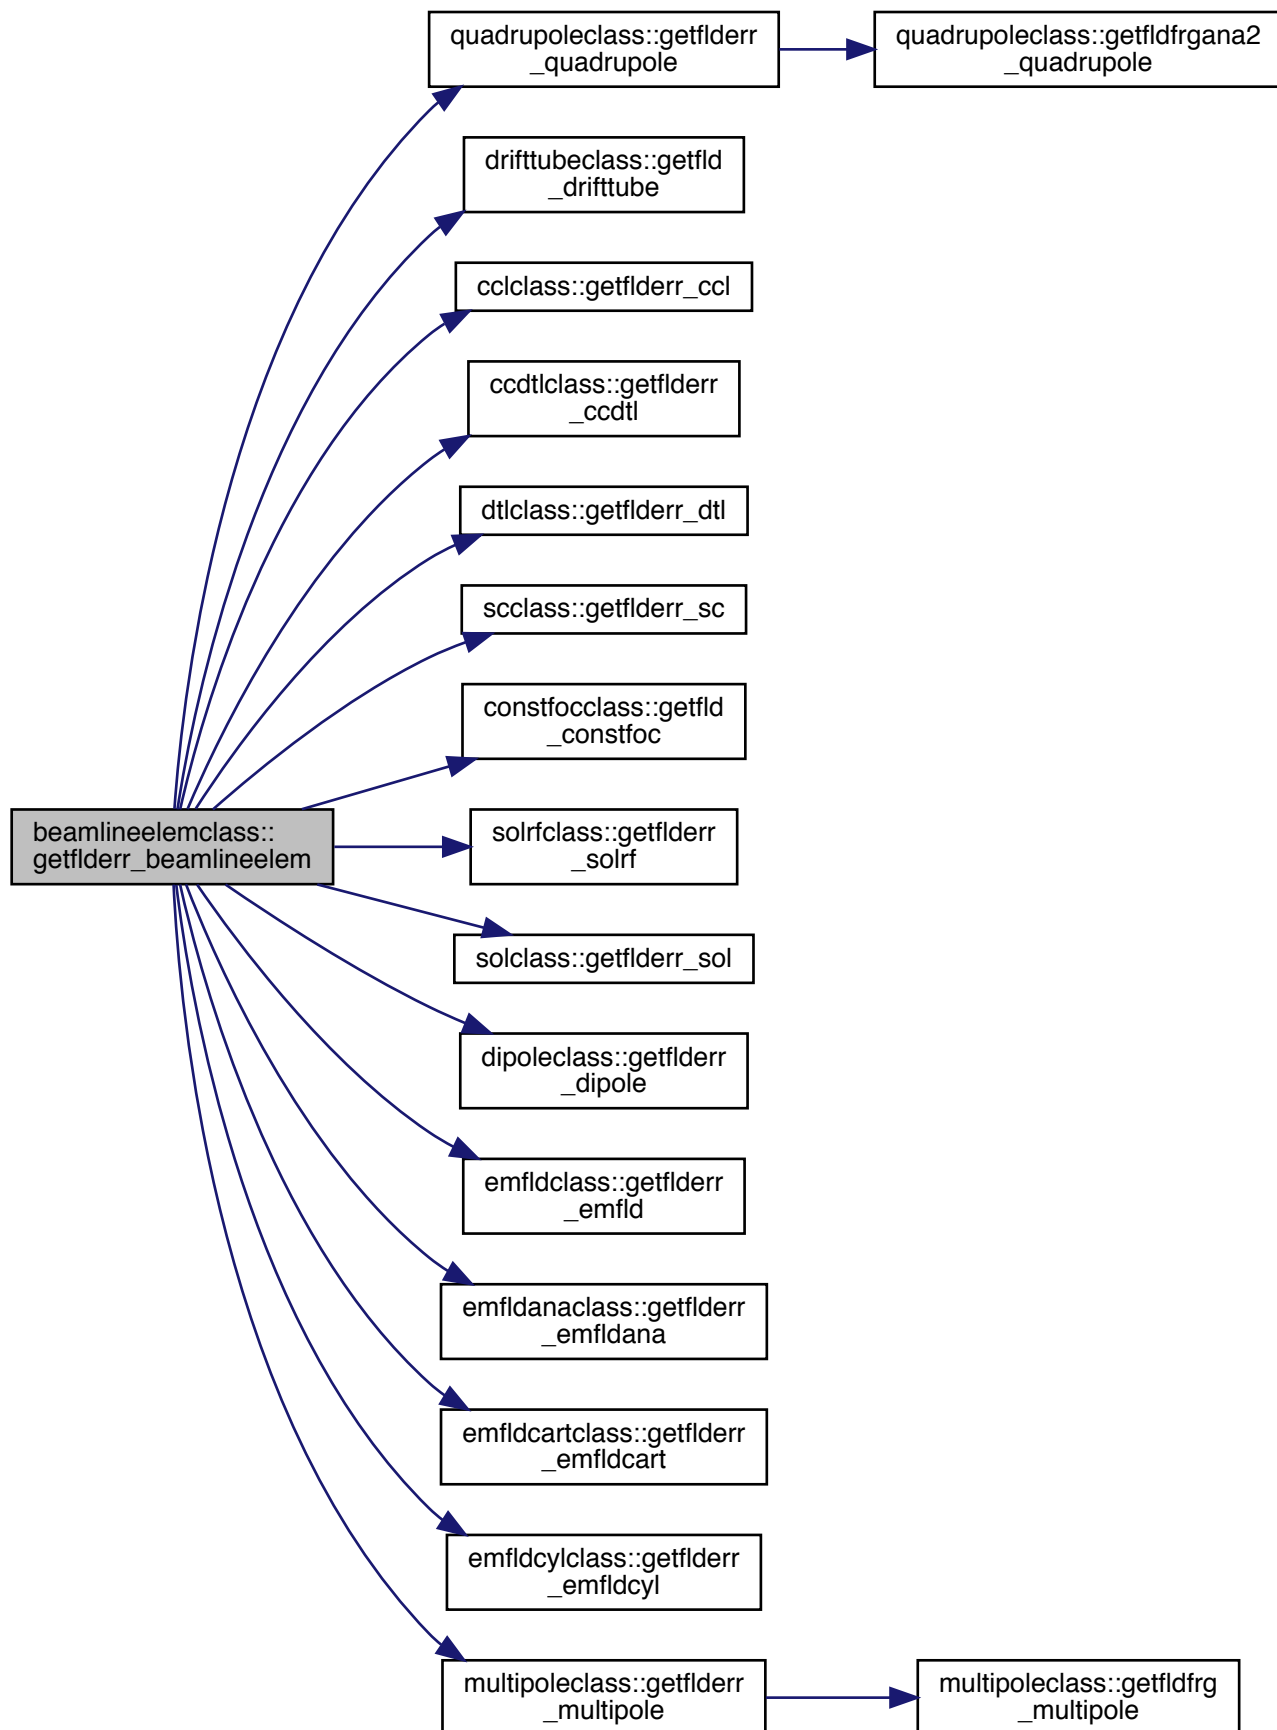 quadrupoleclass::getflderr
_quadrupole
quadrupoleclass::getfldfrgana2
_quadrupole
drifttubeclass::getfld
_drifttube
cclclass::getflderr_ccl
ccdtlclass::getflderr
_ccdtl
dtlclass::getflderr_dtl
scclass::getflderr_sc
constfocclass::getfld
_constfoc
beamlineelemclass::
getflderr_beamlineelem
solrfclass::getflderr
_solrf
solclass::getflderr_sol
dipoleclass::getflderr
_dipole
emfldclass::getflderr
_emfld
emfldanaclass::getflderr
_emfldana
emfldcartclass::getflderr
_emfldcart
emfldcylclass::getflderr
_emfldcyl
multipoleclass::getflderr
_multipole
multipoleclass::getfldfrg
_multipole